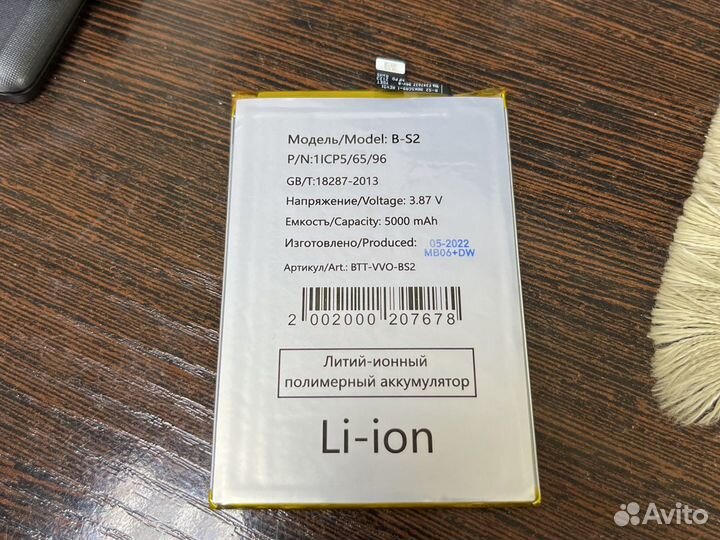 Модель/Model: B-S2
P/N:1ICP5/65/96
GB/T:18287-2013
Напряжение/Voltage: 3.87 V
Емкость/Capacity: 5000 mAh
Изготовлено/Produced: 05-2022
MB06+DW
Артикул/Art.: BTT-VVO-BS2
2 002000 207678
Литий-ионный
полимерный аккумулятор
Li-ion
Avito